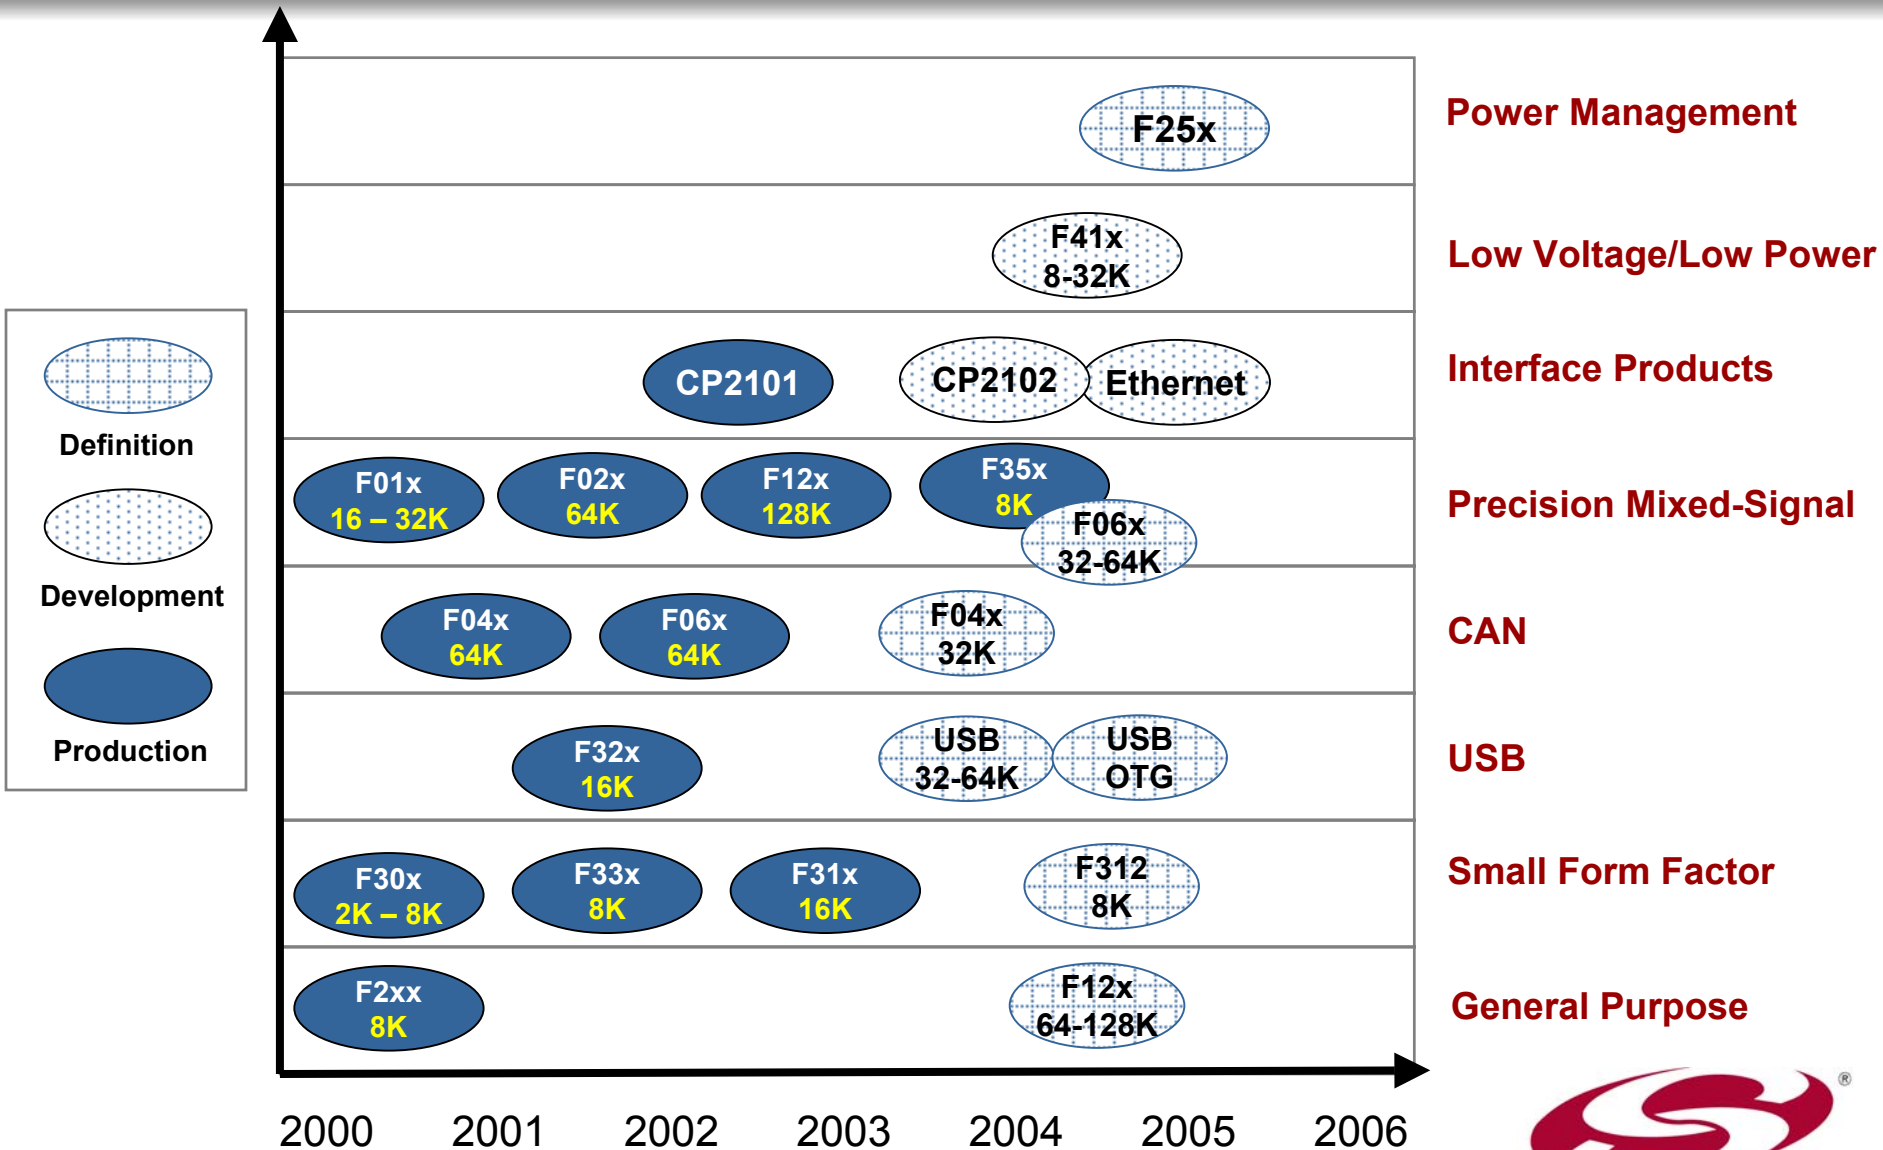 F25x
Power Management
F41x
8-32K
Low Voltage/Low Power
CP2101
CP2102
Ethernet
Interface Products
Definition
Development
Production
F01x
16 – 32K
F02x
64K
F12x
128K
F35x
8K
F06x
32-64K
Precision Mixed-Signal
F04x
64K
F06x
64K
F04x
32K
CAN
F32x
16K
USB
32-64K
USB
OTG
USB
F30x
2K – 8K
F33x
8K
F31x
16K
F312
8K
Small Form Factor
F2xx
8K
F12x
64-128K
General Purpose
2000 2001 2002 2003 2004 2005 2006
®